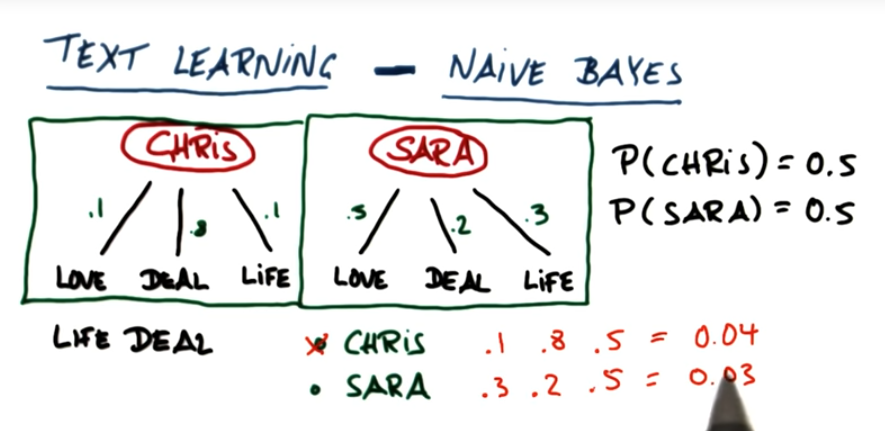 TEXT LEARNING - NAIVE BAYES
CHRIS SARA
P(CHRIS) = 0.5
P(SARA) = 0.5
.1 .8 .1 .5 .2 .3
LOVE DEAL LIFE LOVE DEAL LIFE
LIFE DEAL
CHRIS .1 .8 .5 = 0.04
SARA .3 .2 .5 = 0.03